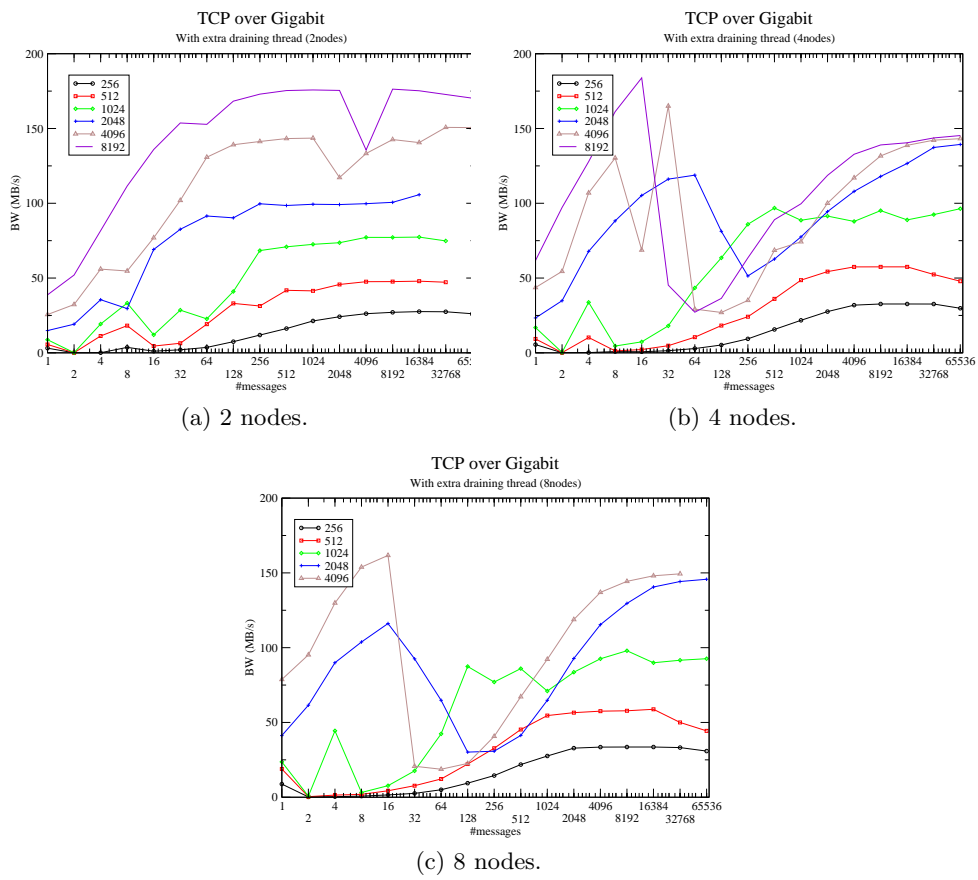 TCP over Gigabit
With extra draining thread (2nodes)
200
150
100
50
0
BW (MB/s)
256
512
1024
2048
4096
8192
1 4 16 64 256 1024 4096 16384 655
2 8 32 128 512 2048 8192 32768
#messages
(a) 2 nodes.
TCP over Gigabit
With extra draining thread (4nodes)
200
150
100
50
0
BW (MB/s)
256
512
1024
2048
4096
8192
1 4 16 64 256 1024 4096 16384 65536
2 8 32 128 512 2048 8192 32768
#messages
(b) 4 nodes.
TCP over Gigabit
With extra draining thread (8nodes)
200
150
100
50
0
BW (MB/s)
256
512
1024
2048
4096
1 4 16 64 256 1024 4096 16384 65536
2 8 32 128 512 2048 8192 32768
#messages
(c) 8 nodes.